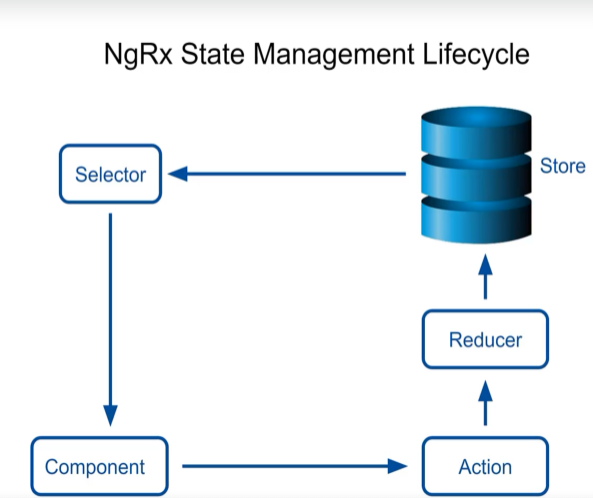 NgRx State Management Lifecycle
Selector
Store
Reducer
Component
Action